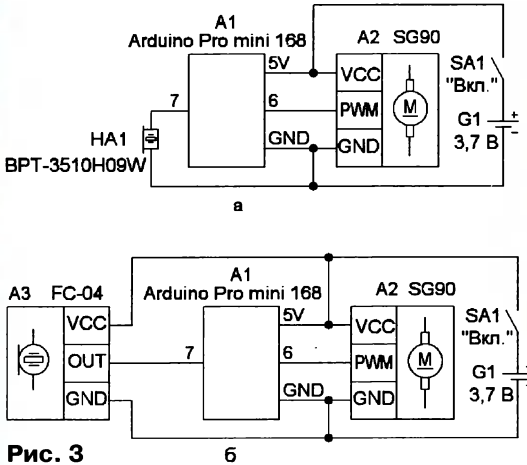 A1
Arduino Pro mini 168
A2 SG90
5V
VCC
SA1
"Вкл."
7
6
PWM
M
G1
+
3,7 В
HA1
BPT-3510H09W
GND
GND
а
A3 FC-04
A1
Arduino Pro mini 168
A2 SG90
VCC
5V
VCC
SA1
"Вкл."
OUT
7
6
PWM
M
G1
+
3,7 В
GND
GND
GND
Рис. 3
б